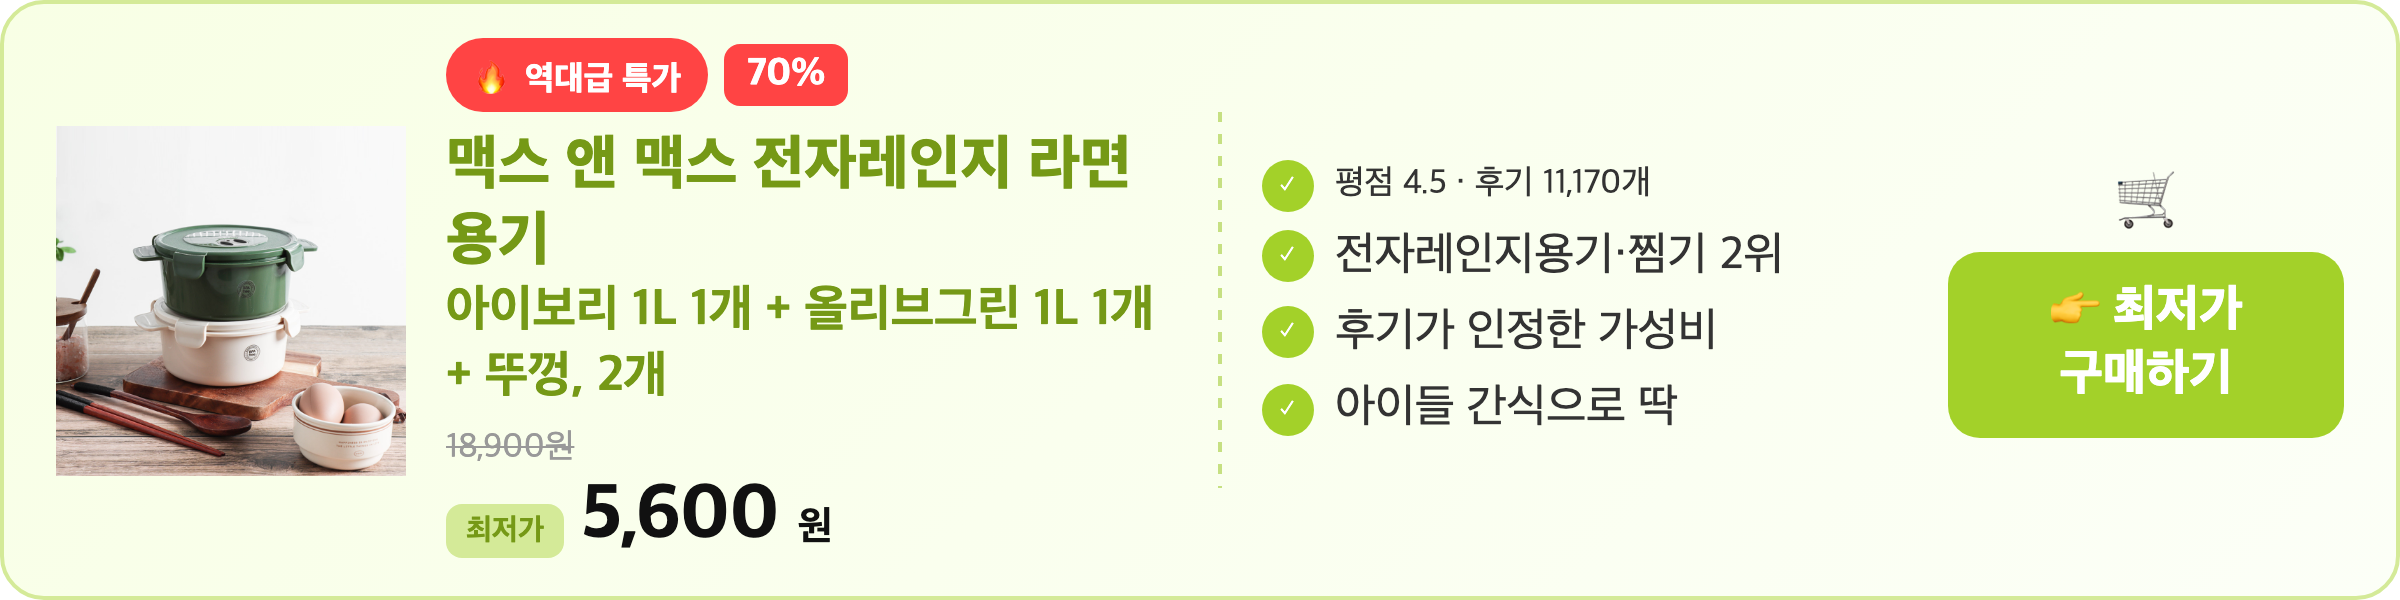 역대급 특가
70%
맥스 앤 맥스 전자레인지 라면
용기
아이보리 1L 1개 + 올리브그린 1L 1개
+ 뚜껑, 2개
18,900원
최저가 5,600 원
✓ 평점 4.5 · 후기 11,170개
✓ 전자레인지용기·찜기 2위
✓ 후기가 인정한 가성비
✓ 아이들 간식으로 딱
👉 최저가
구매하기